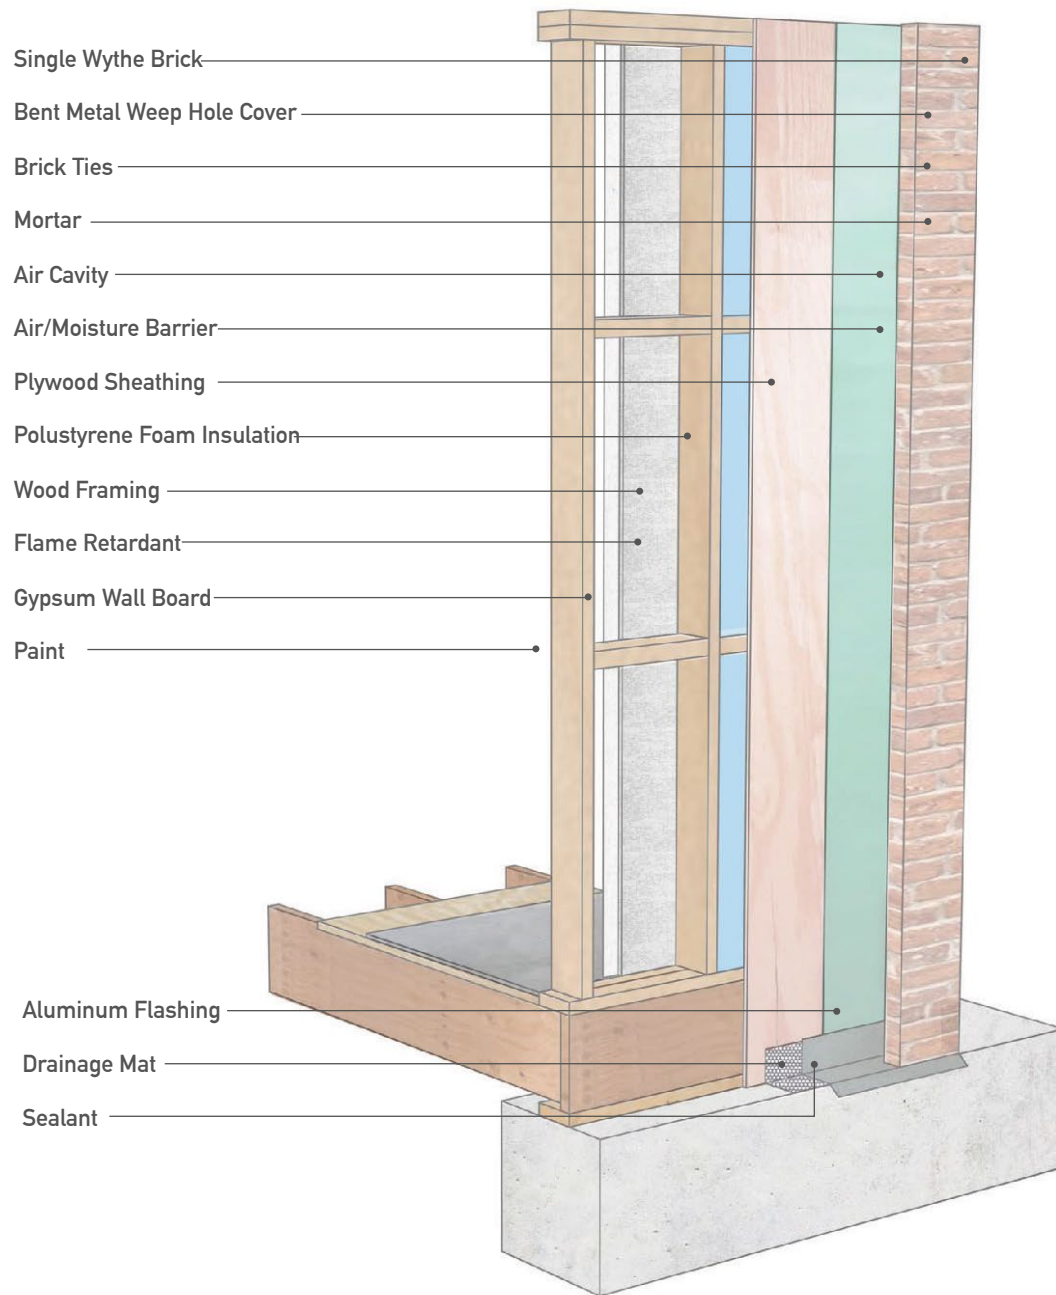 Single Wythe Brick
Bent Metal Weep Hole Cover
Brick Ties
Mortar
Air Cavity
Air/Moisture Barrier
Plywood Sheathing
Polustyrene Foam Insulation
Wood Framing
Flame Retardant
Gypsum Wall Board
Paint
Aluminum Flashing
Drainage Mat
Sealant